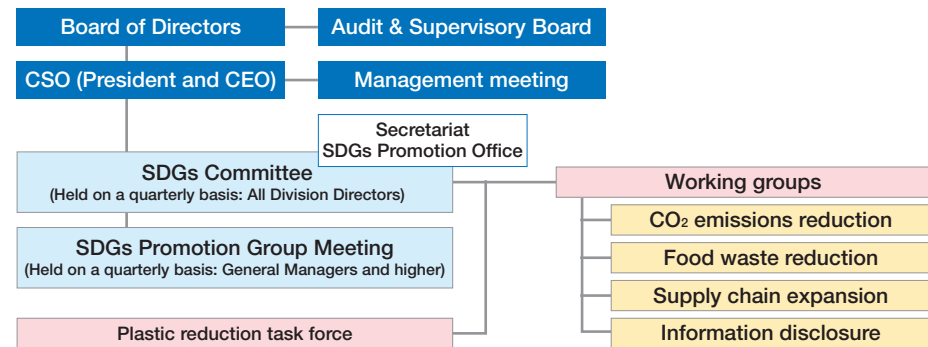 Board of Directors
Audit & Supervisory Board
CSO (President and CEO)
Management meeting
Secretariat
SDGs Promotion Office
SDGs Committee
(Held on a quarterly basis: All Division Directors)
Working groups
CO₂ emissions reduction
SDGs Promotion Group Meeting
(Held on a quarterly basis: General Managers and higher)
Food waste reduction
Supply chain expansion
Plastic reduction task force
Information disclosure